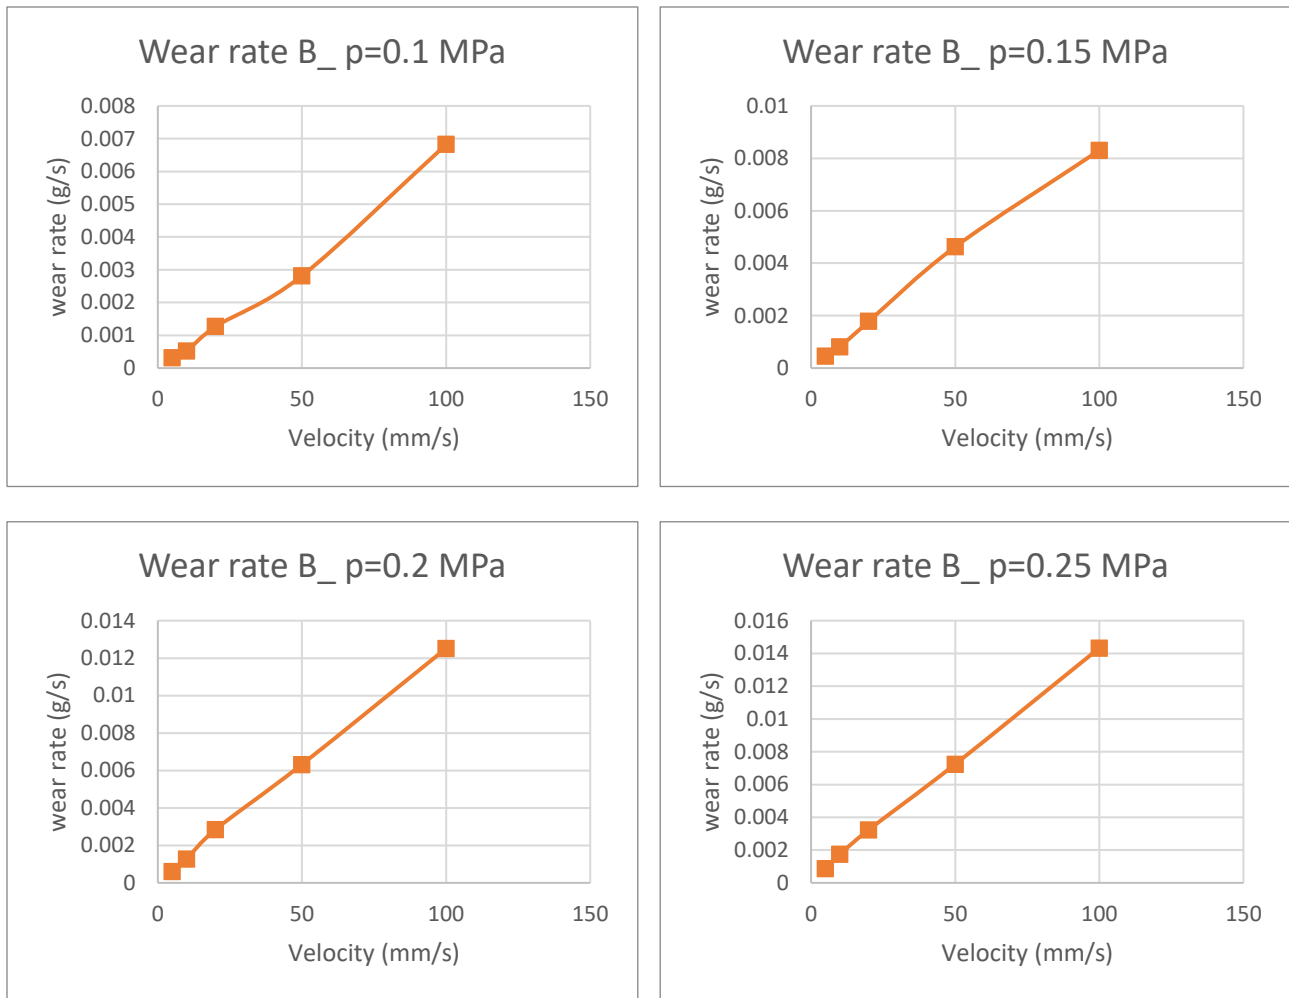 Wear rate B_ p=0.1 MPa
0.008
0.007
0.006
0.005
0.004
0.003
0.002
0.001
0
wear rate (g/s)
0 50 100 150
Velocity (mm/s)
Wear rate B_ p=0.15 MPa
0.01
0.008
0.006
0.004
0.002
0
wear rate (g/s)
0 50 100 150
Velocity (mm/s)
Wear rate B_ p=0.2 MPa
0.014
0.012
0.01
0.008
0.006
0.004
0.002
0
wear rate (g/s)
0 50 100 150
Velocity (mm/s)
Wear rate B_ p=0.25 MPa
0.016
0.014
0.012
0.01
0.008
0.006
0.004
0.002
0
wear rate (g/s)
0 50 100 150
Velocity (mm/s)